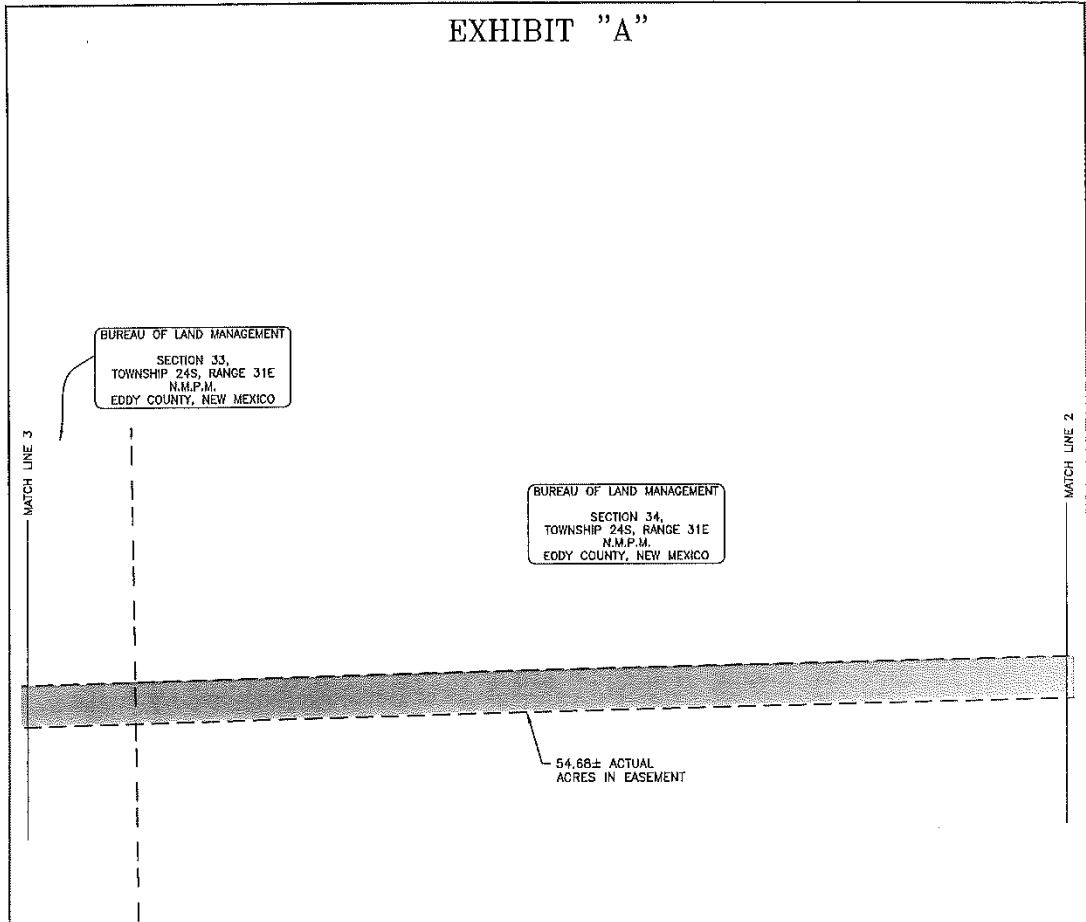 EXHIBIT "A"
BUREAU OF LAND MANAGEMENT
SECTION 33,
TOWNSHIP 24S, RANGE 31E
N.M.P.M.
EDDY COUNTY, NEW MEXICO
MATCH LINE 3
MATCH LINE 2
BUREAU OF LAND MANAGEMENT
SECTION 34,
TOWNSHIP 24S, RANGE 31E
N.M.P.M.
EDDY COUNTY, NEW MEXICO
54.68± ACTUAL
ACRES IN EASEMENT